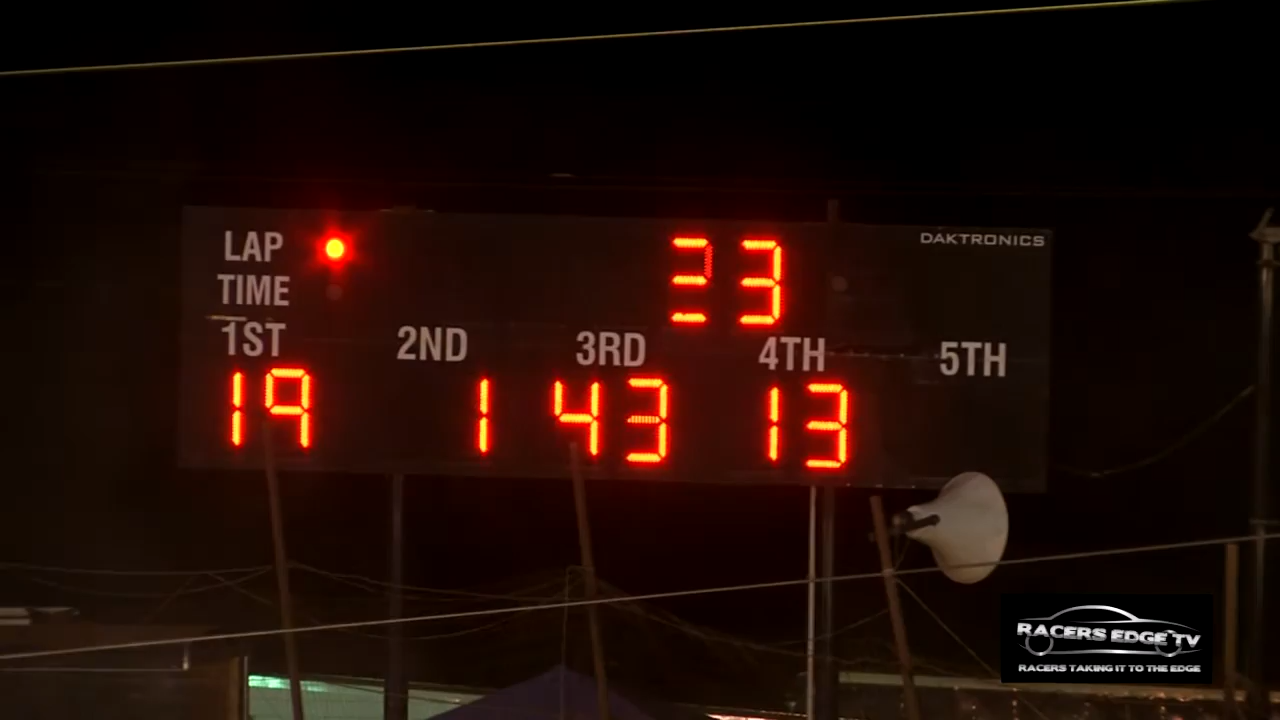 LAP 23 DAKTRONICS
TIME
1ST 2ND 3RD 4TH 5TH
19 1 43 13
RACERS EDGE TV
RACERS TAKING IT TO THE EDGE